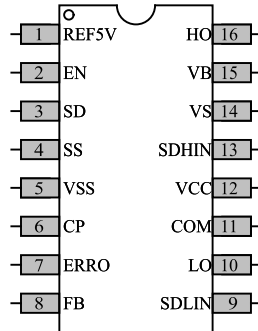 1 REF5V HO 16
2 EN VB 15
3 SD VS 14
4 SS SDHIN 13
5 VSS VCC 12
6 CP COM 11
7 ERRO LO 10
8 FB SDLIN 9